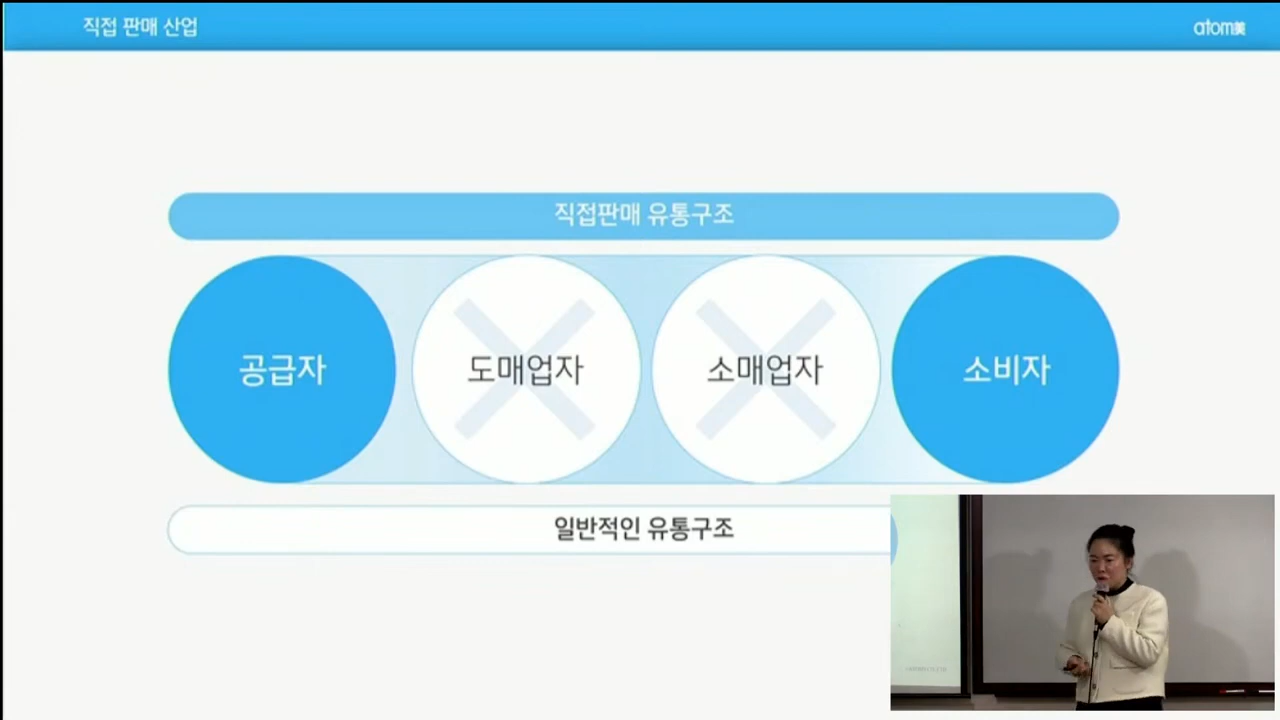 직접 판매 산업
atom美
직접판매 유통구조
공급자
도매업자
소매업자
소비자
일반적인 유통구조